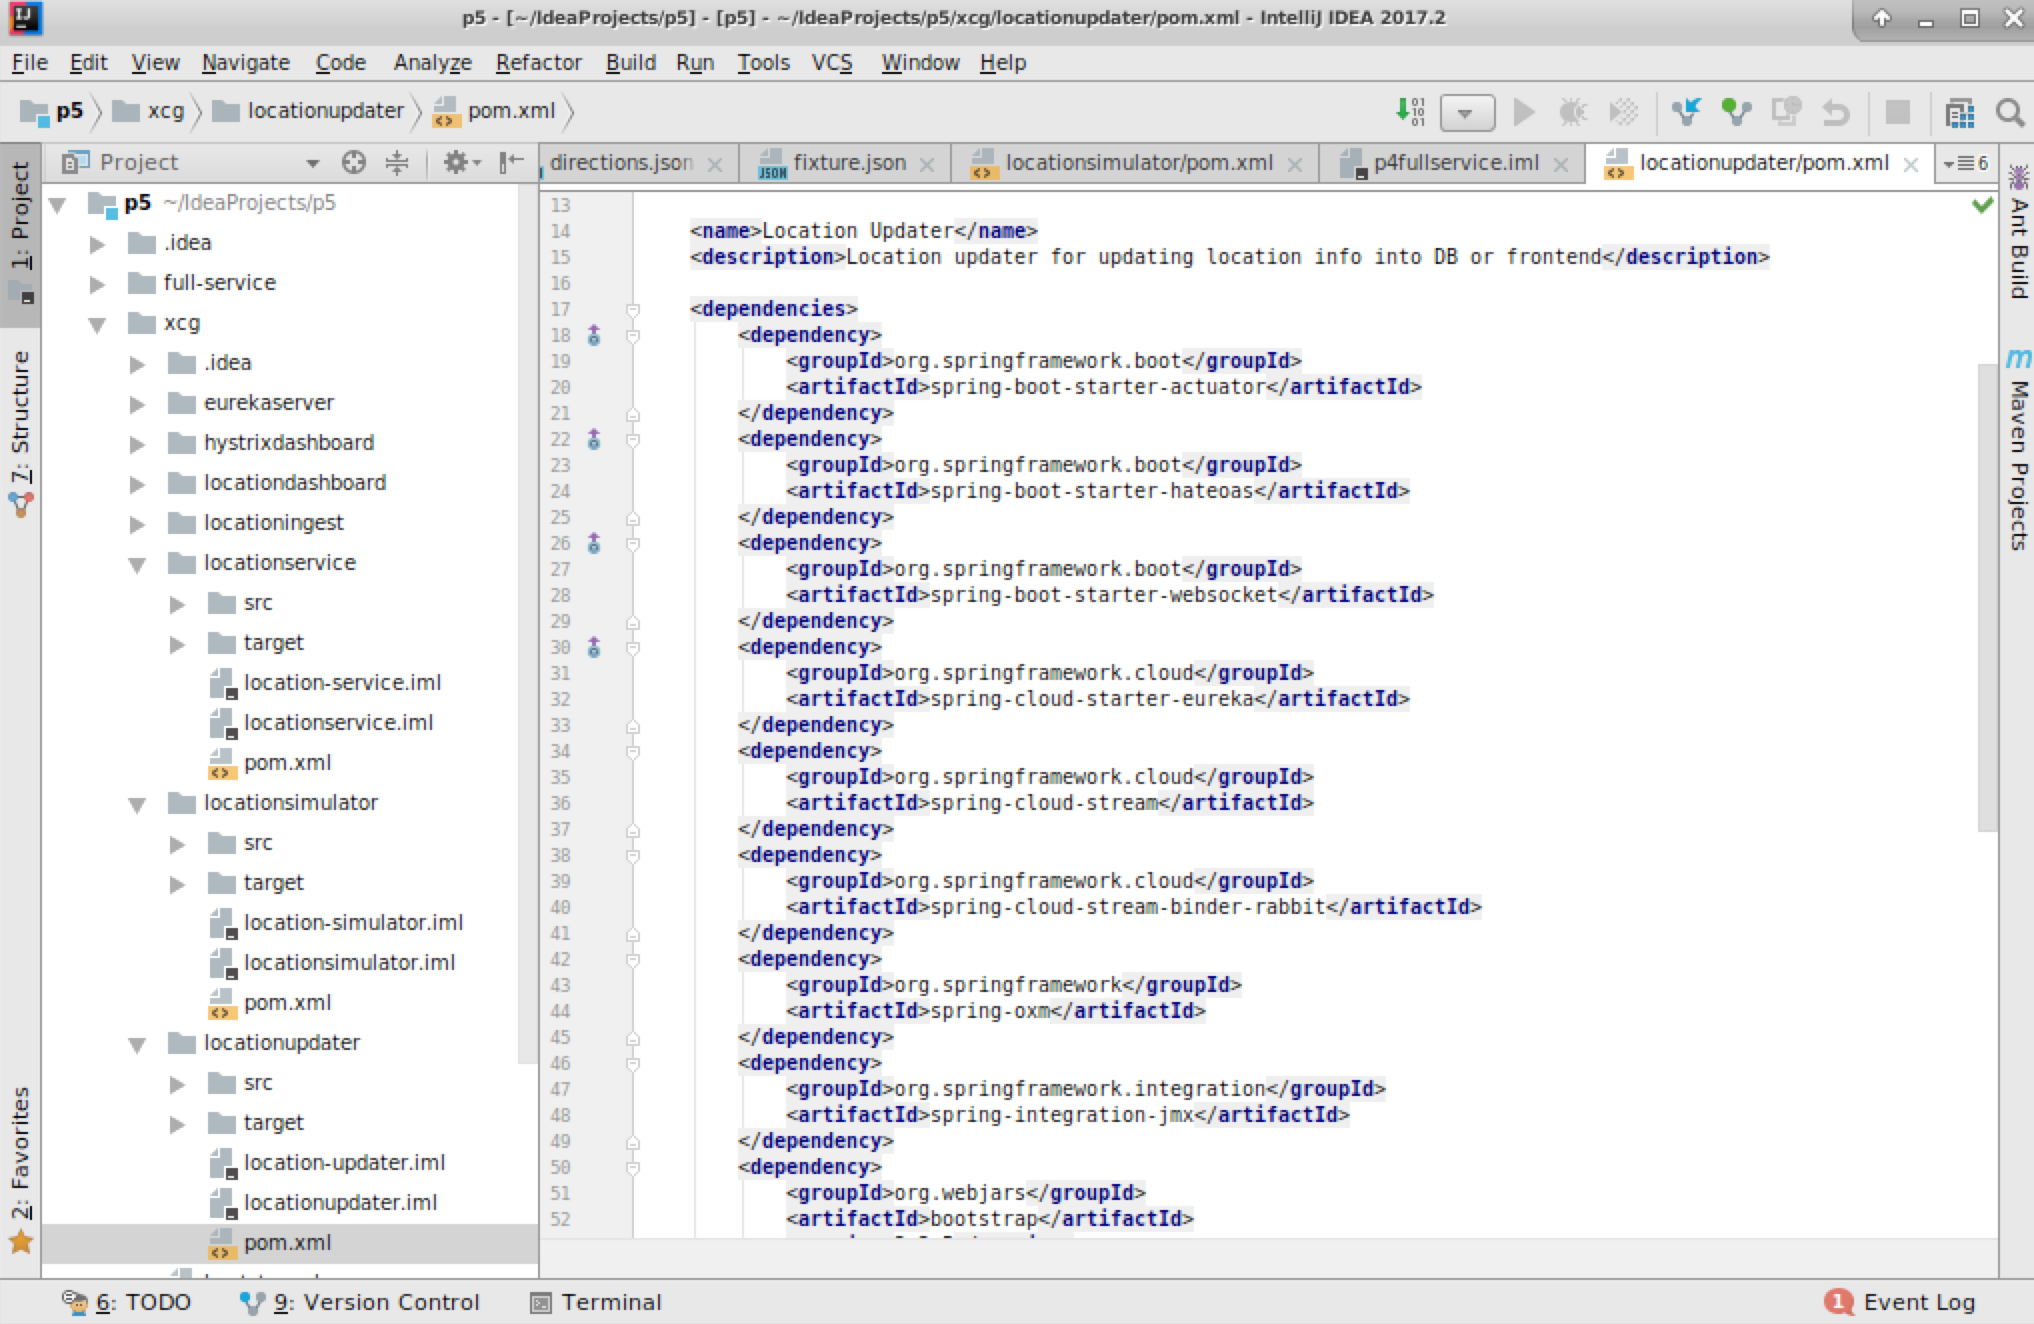 p5 - [~/IdeaProjects/p5] - [p5] - ~/IdeaProjects/p5/xcg/locationupdater/pom.xml - IntelliJ IDEA 2017.2
File Edit View Navigate Code Analyze Refactor Build Run Tools VCS Window Help
p5 xcg locationupdater pom.xml
Project
directions.json fixture.json locationsimulator/pom.xml p4fullservice.iml locationupdater/pom.xml 6
1: Project
7: Structure
2: Favorites
p5 ~/IdeaProjects/p5
.idea
full-service
xcg
.idea
eurekaserver
hystrixdashboard
locationdashboard
locationingest
locationservice
src
target
location-service.iml
locationservice.iml
pom.xml
locationsimulator
src
target
location-simulator.iml
locationsimulator.iml
pom.xml
locationupdater
src
target
location-updater.iml
locationupdater.iml
pom.xml
13
14 <name>Location Updater</name>
15 <description>Location updater for updating location info into DB or frontend</description>
16
17 <dependencies>
18 <dependency>
19 <groupId>org.springframework.boot</groupId>
20 <artifactId>spring-boot-starter-actuator</artifactId>
21 </dependency>
22 <dependency>
23 <groupId>org.springframework.boot</groupId>
24 <artifactId>spring-boot-starter-hateoas</artifactId>
25 </dependency>
26 <dependency>
27 <groupId>org.springframework.boot</groupId>
28 <artifactId>spring-boot-starter-websocket</artifactId>
29 </dependency>
30 <dependency>
31 <groupId>org.springframework.cloud</groupId>
32 <artifactId>spring-cloud-starter-eureka</artifactId>
33 </dependency>
34 <dependency>
35 <groupId>org.springframework.cloud</groupId>
36 <artifactId>spring-cloud-stream</artifactId>
37 </dependency>
38 <dependency>
39 <groupId>org.springframework.cloud</groupId>
40 <artifactId>spring-cloud-stream-binder-rabbit</artifactId>
41 </dependency>
42 <dependency>
43 <groupId>org.springframework</groupId>
44 <artifactId>spring-oxm</artifactId>
45 </dependency>
46 <dependency>
47 <groupId>org.springframework.integration</groupId>
48 <artifactId>spring-integration-jmx</artifactId>
49 </dependency>
50 <dependency>
51 <groupId>org.webjars</groupId>
52 <artifactId>bootstrap</artifactId>
Ant Build
Maven Projects
6: TODO 9: Version Control Terminal 1 Event Log